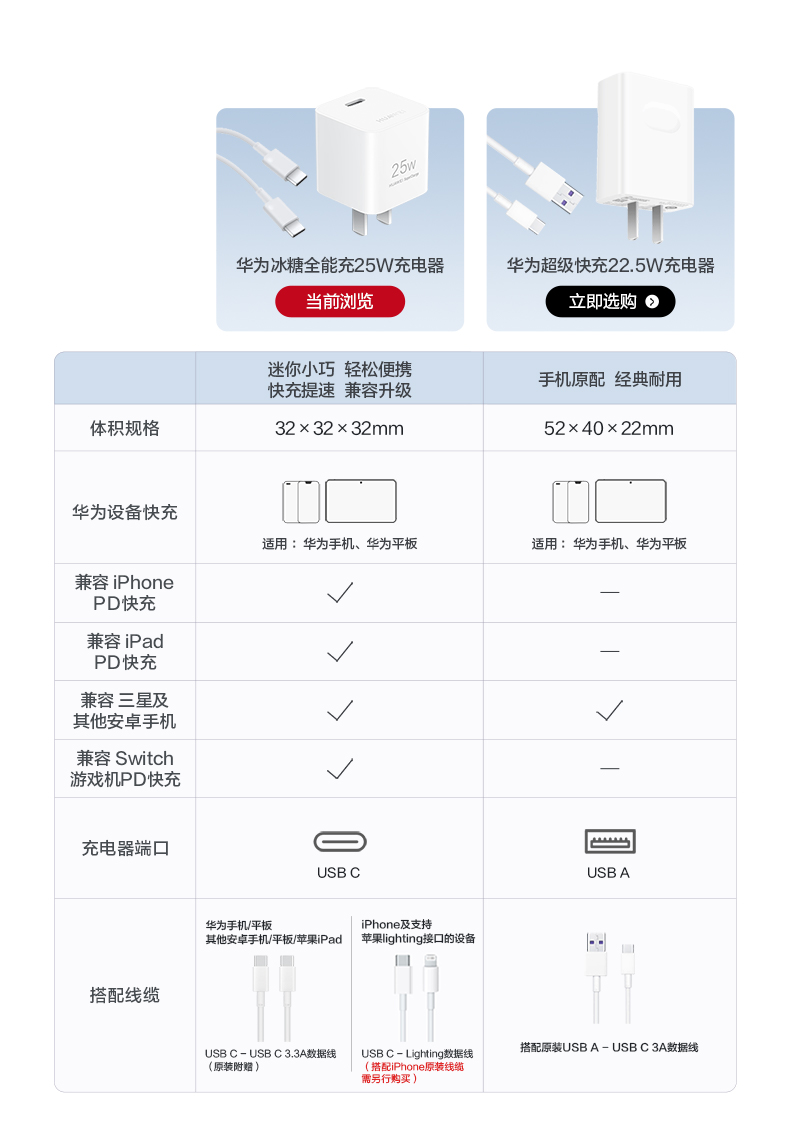 25W
华为冰糖全能充25W充电器
华为超级快充22.5W充电器
当前浏览
立即选购
迷你小巧 轻松便携
快充提速 兼容升级
手机原配 经典耐用
体积规格
32×32×32mm
52×40×22mm
华为设备快充
适用：华为手机、华为平板
适用：华为手机、华为平板
兼容 iPhone
PD快充
兼容 iPad
PD快充
兼容 三星及
其他安卓手机
兼容 Switch
游戏机PD快充
充电器端口
USB C
USB A
搭配线缆
华为手机/平板
其他安卓手机/平板/苹果iPad
USB C – USB C 3.3A数据线
（原装附赠）
iPhone及支持
苹果lighting接口的设备
USB C – Lighting数据线
（搭配iPhone原装线缆
需另行购买）
搭配原装USB A – USB C 3A数据线